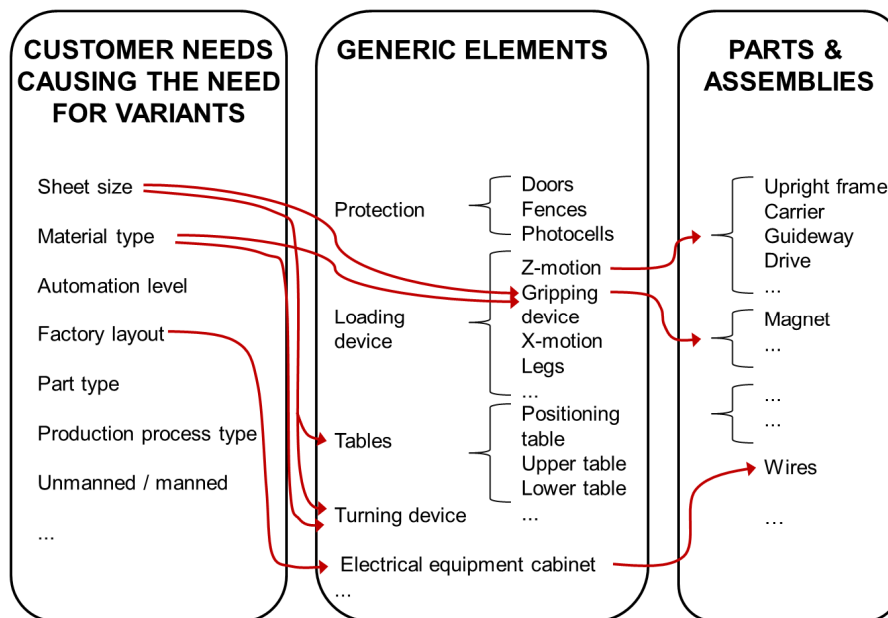 CUSTOMER NEEDS
CAUSING THE NEED
FOR VARIANTS
Sheet size
Material type
Automation level
Factory layout
Part type
Production process type
Unmanned / manned
...
GENERIC ELEMENTS
Protection
Doors
Fences
Photocells
Loading
device
Z-motion
Gripping
device
X-motion
Legs
...
Tables
Positioning
table
Upper table
Lower table
Turning device
...
Electrical equipment cabinet
...
PARTS &
ASSEMBLIES
Upright frame
Carrier
Guideway
Drive
...
Magnet
...
...
...
Wires
...